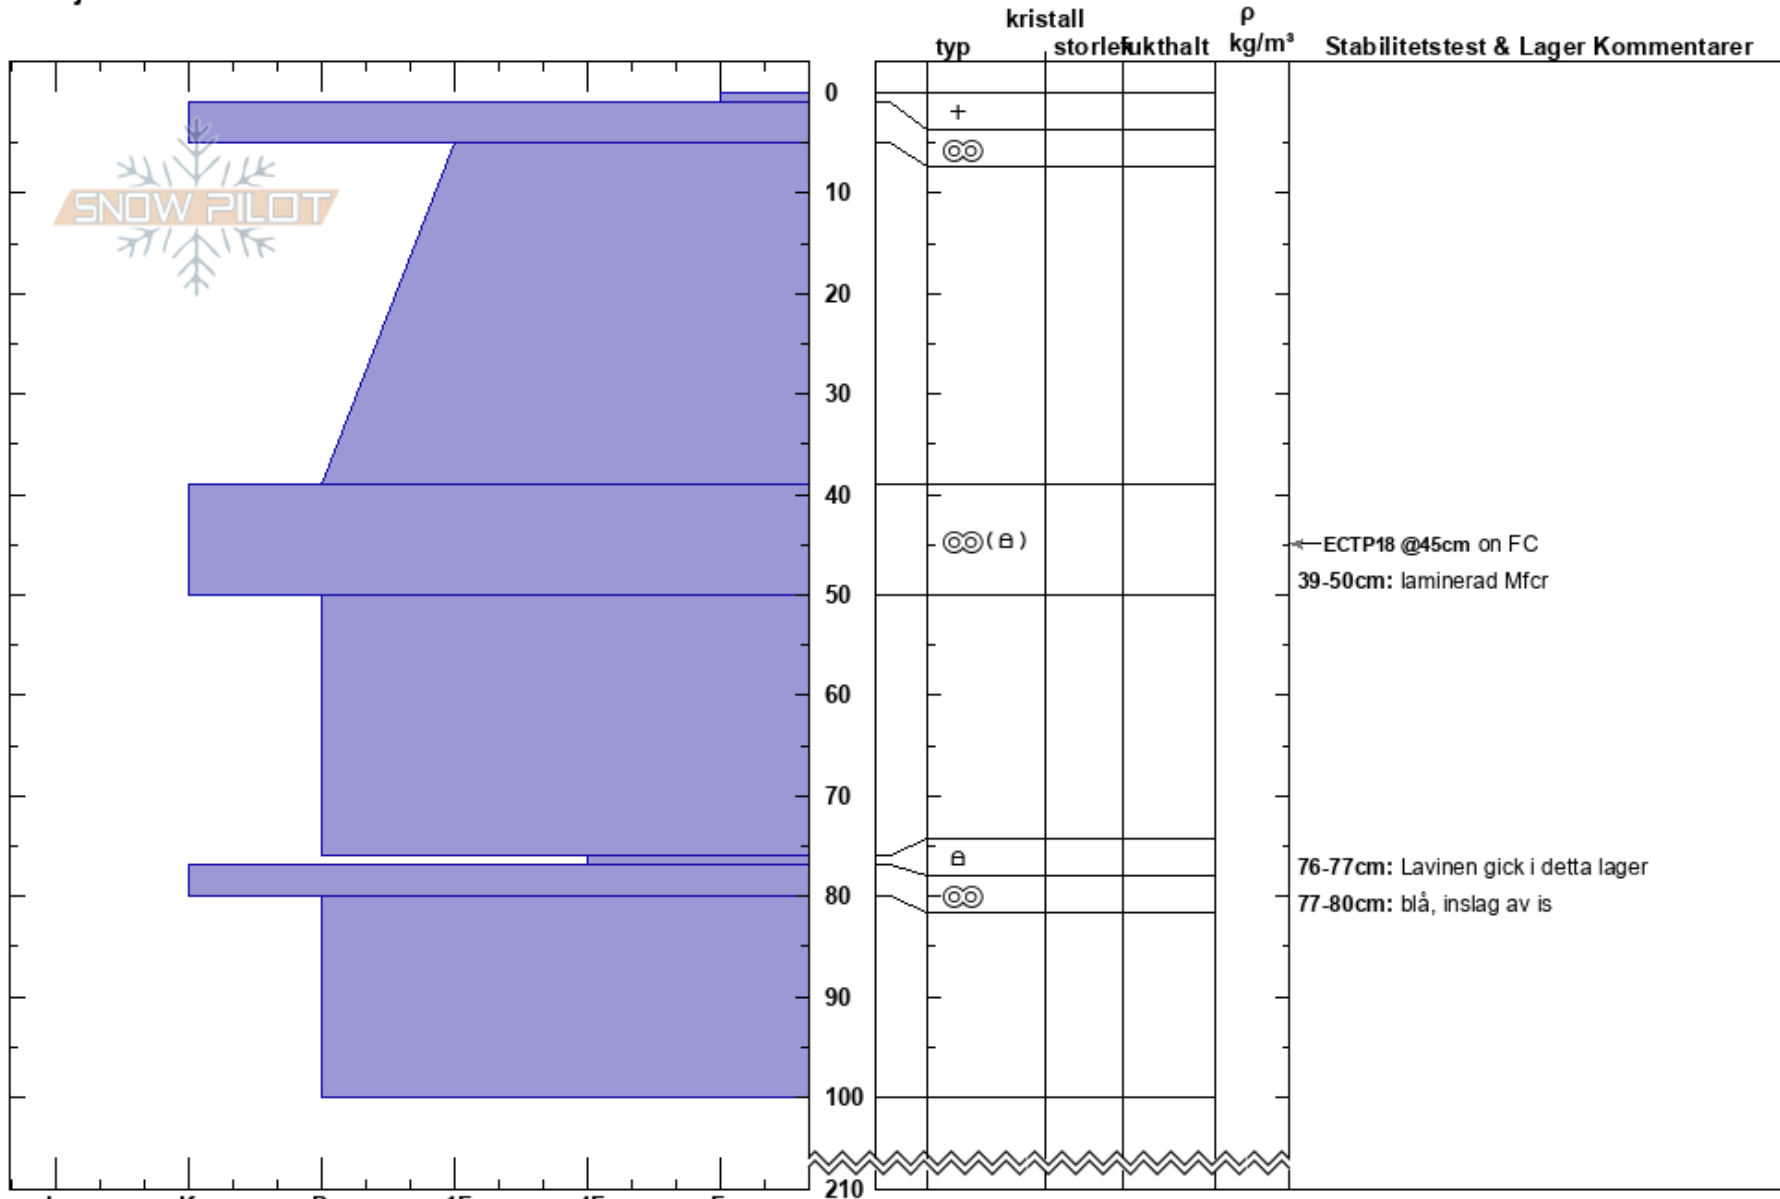 kristall
ρ
typ
storlek
fukthalt
kg/m³
Stabilitetstest & Lager Kommentarer
0
SNOW PILOT
10
20
30
40
ECTP18 @45cm on FC
39-50cm: laminerad Mfcr
50
60
70
76-77cm: Lavinen gick i detta lager
80
77-80cm: blå, inslag av is
90
100
210